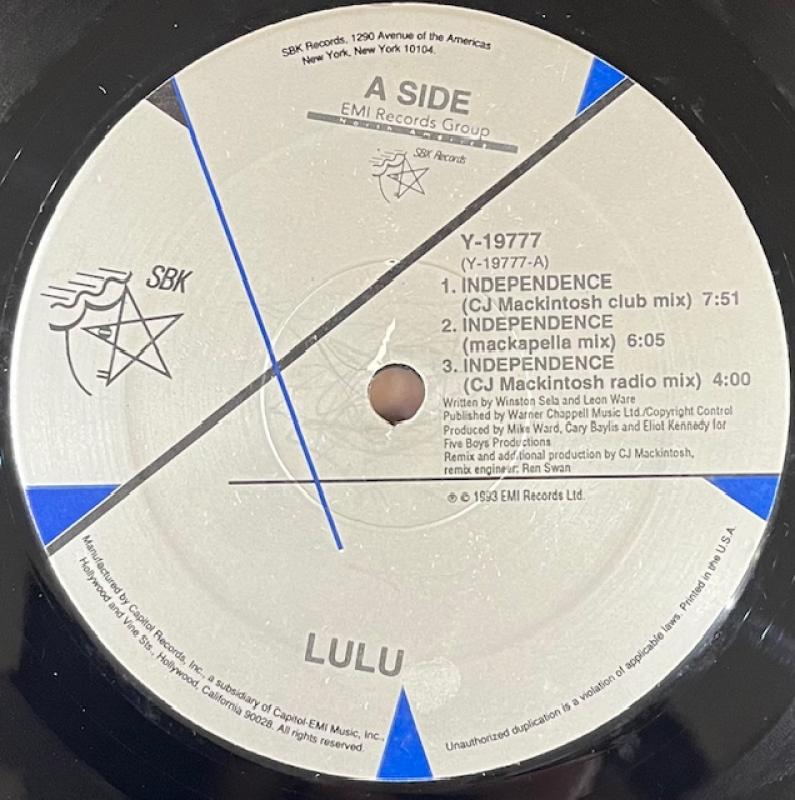 SBK Records, 1290 Avenue of the Americas
New York, New York 10104.
A SIDE
EMI Records Group
North America
SBK Records
SBK
Y-19777
(Y-19777-A)
1. INDEPENDENCE
(CJ Mackintosh club mix) 7:51
2. INDEPENDENCE
(mackapella mix) 6:05
3. INDEPENDENCE
(CJ Mackintosh radio mix) 4:00
Written by Winston Sela and Leon Ware
Published by Warner Chappell Music Ltd./Copyright Control
Produced by Mike Ward, Cary Baylis and Eliot Kennedy for
Five Boys Productions
Remix and additional production by CJ Mackintosh,
remix engineer: Ren Swan
℗ © 1993 EMI Records Ltd.
LULU
Manufactured by Capitol Records, Inc., a subsidiary of Capitol-EMI Music, Inc.,
Hollywood and Vine Sts., Hollywood, California 90028. All rights reserved.
Unauthorized duplication is a violation of applicable laws. Printed in the U.S.A.